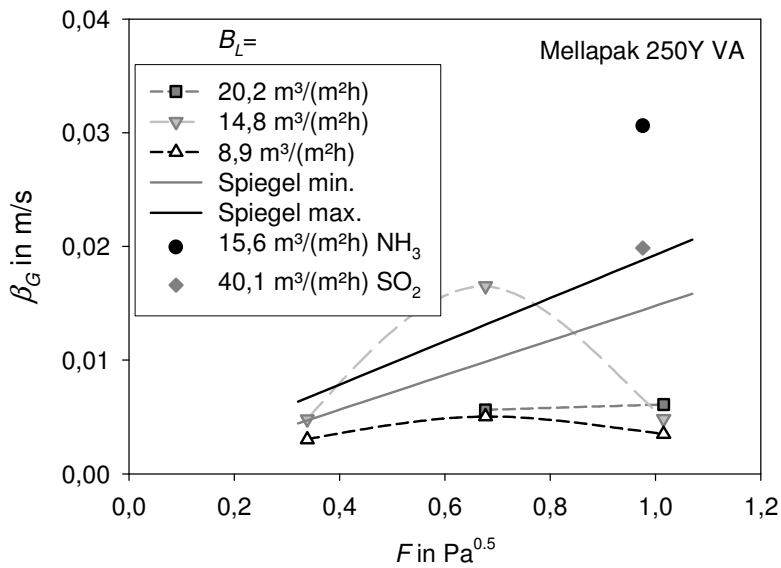 0,04
0,03
0,02
0,01
0,00
β_G in m/s
B_L=
Mellapak 250Y VA
20,2 m³/(m²h)
14,8 m³/(m²h)
8,9 m³/(m²h)
Spiegel min.
Spiegel max.
15,6 m³/(m²h) NH₃
40,1 m³/(m²h) SO₂
0,0 0,2 0,4 0,6 0,8 1,0 1,2
F in Pa^0.5